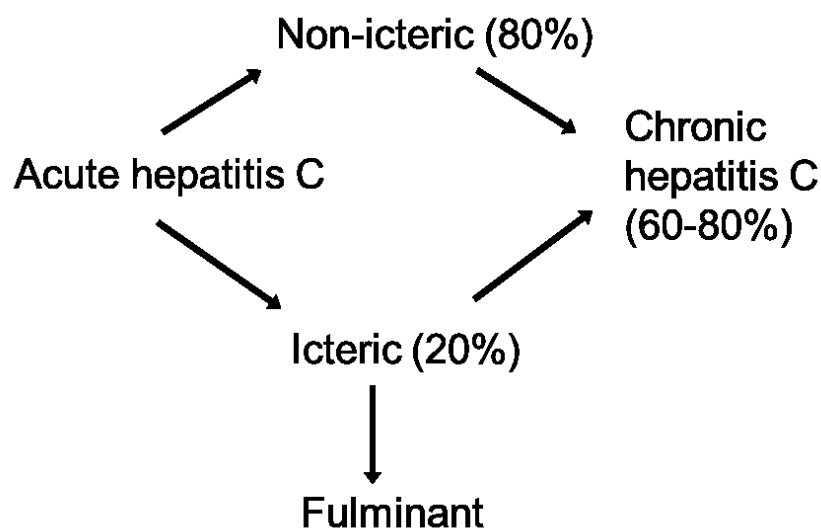 Non-icteric (80%)
Acute hepatitis C
Chronic
hepatitis C
(60-80%)
Icteric (20%)
Fulminant